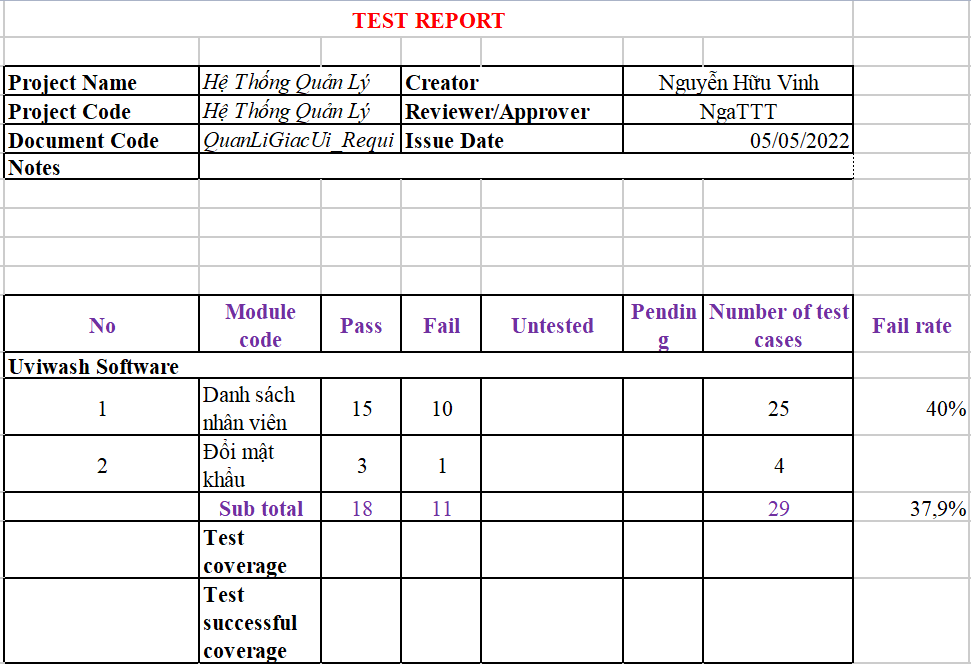 TEST REPORT
Project Name Hệ Thống Quản Lý Creator Nguyễn Hữu Vinh
Project Code Hệ Thống Quản Lý Reviewer/Approver NgaTTT
Document Code QuanLiGiacUi_Requi Issue Date 05/05/2022
Notes
No Module code Pass Fail Untested Pending Number of test cases Fail rate
Uviwash Software
1 Danh sách nhân viên 15 10 25 40%
2 Đổi mật khẩu 3 1 4
Sub total 18 11 29 37,9%
Test coverage
Test successful coverage